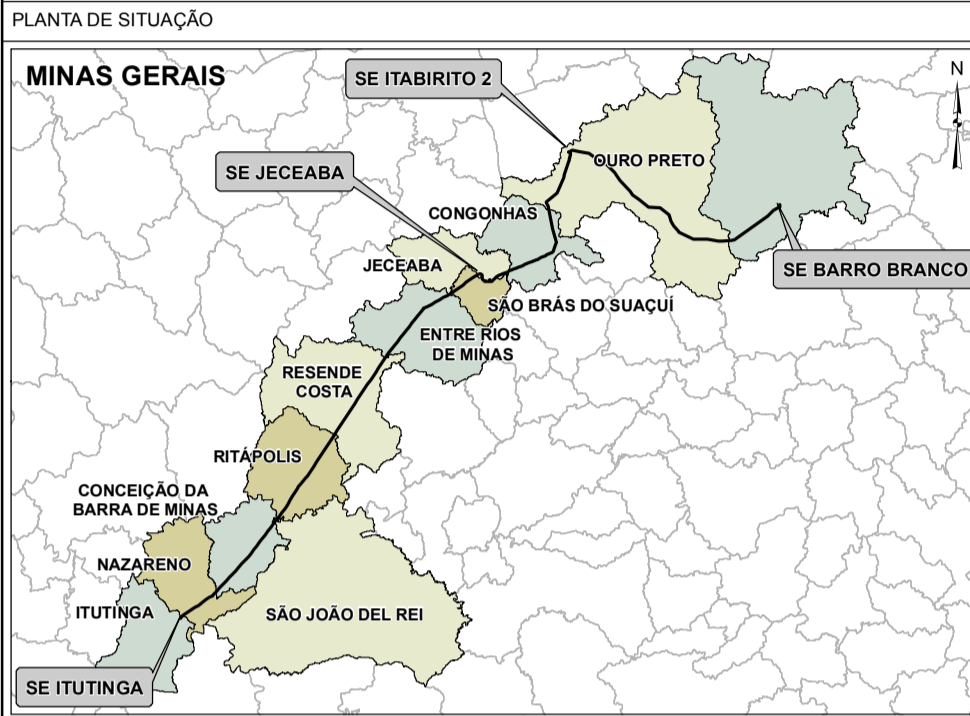 PLANTA DE SITUAÇÃO
MINAS GERAIS
N
SE ITABIRITO 2
OURO PRETO
SE JECEABA
CONGONHAS
JECEABA
SE BARRO BRANCO
SÃO BRÁS DO SUAÇUÍ
ENTRE RIOS
DE MINAS
RESENDE
COSTA
RITÁPOLIS
CONCEIÇÃO DA
BARRA DE MINAS
NAZARENO
ITUTINGA
SÃO JOÃO DEL REI
SE ITUTINGA